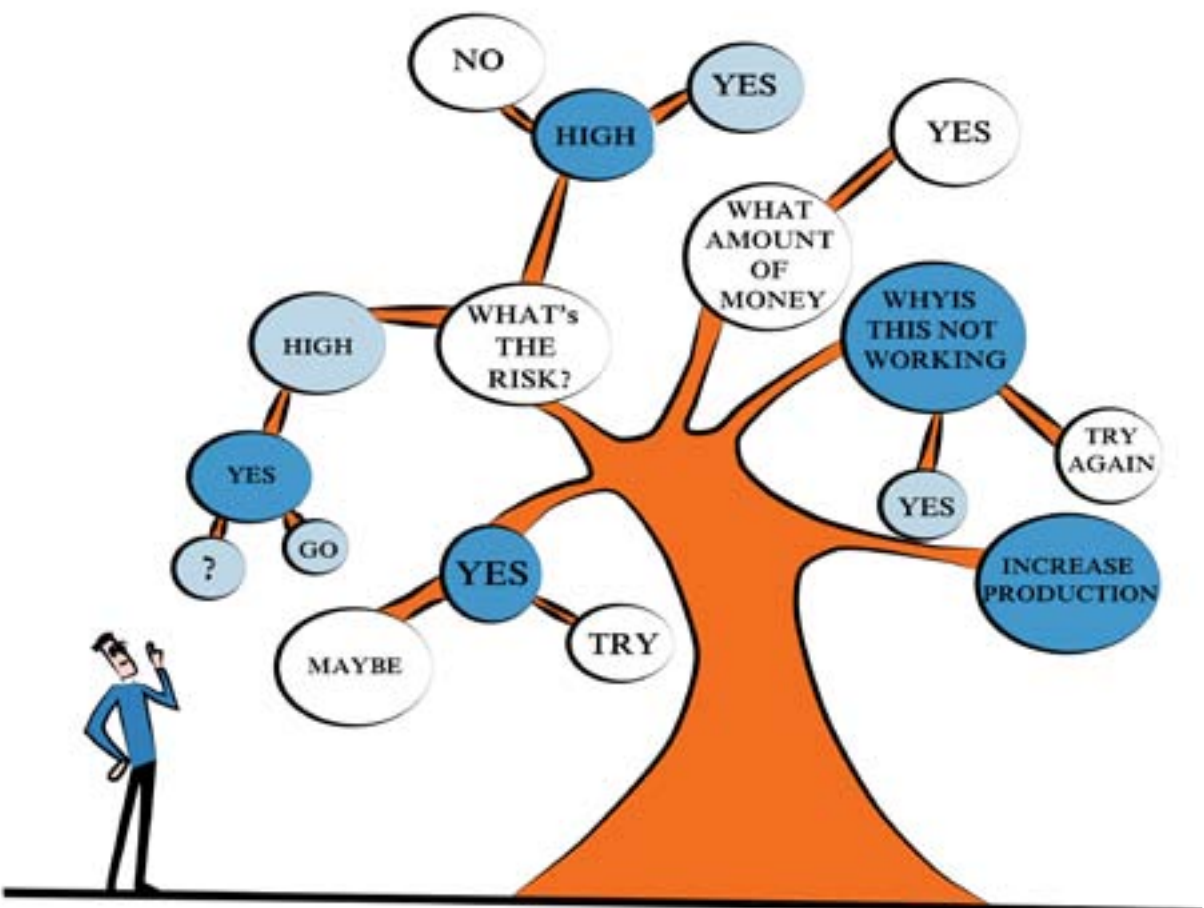 NO
HIGH
YES
YES
WHAT
AMOUNT
OF
MONEY
WHAT's
THE
RISK?
HIGH
YES
?
GO
WHYIS
THIS NOT
WORKING
TRY
AGAIN
YES
INCREASE
PRODUCTION
YES
MAYBE
TRY